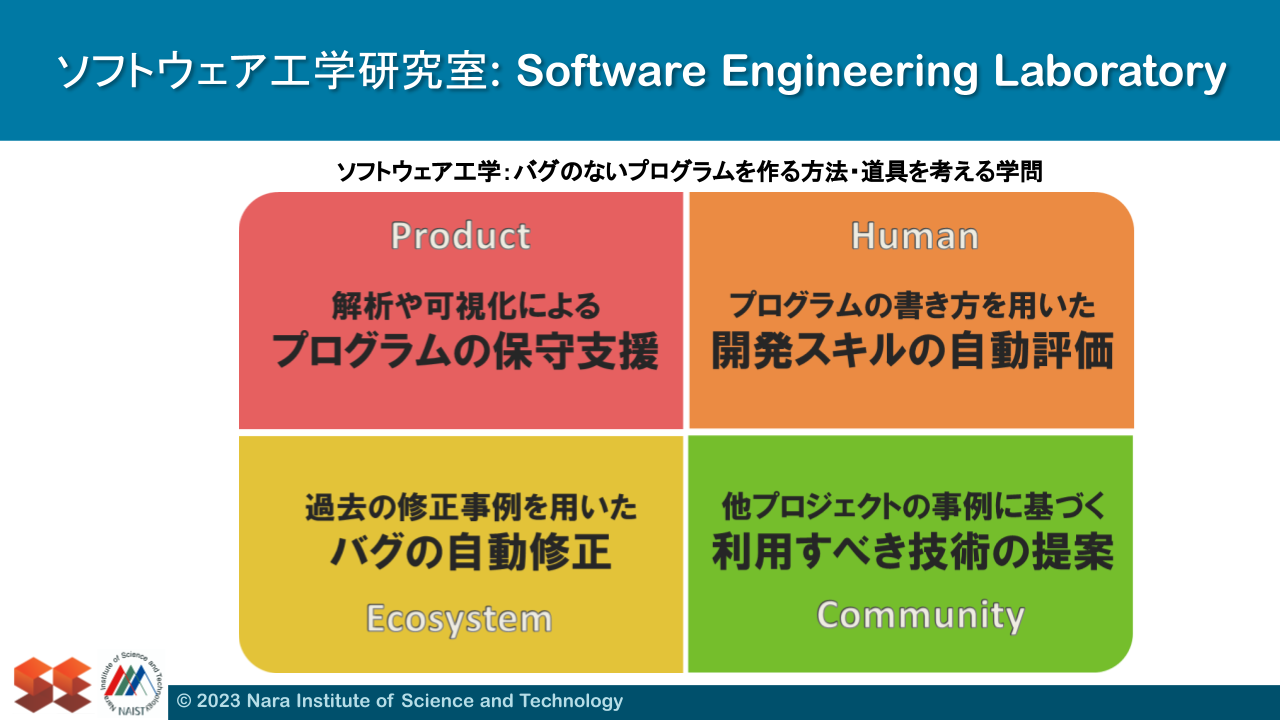 ソフトウェア工学研究室: Software Engineering Laboratory
ソフトウェア工学：バグのないプログラムを作る方法・道具を考える学問
Product
解析や可視化による
プログラムの保守支援
Human
プログラムの書き方を用いた
開発スキルの自動評価
過去の修正事例を用いた
バグの自動修正
Ecosystem
他プロジェクトの事例に基づく
利用すべき技術の提案
Community
Nara Institute of Science and Technology
NAIST
© 2023 Nara Institute of Science and Technology